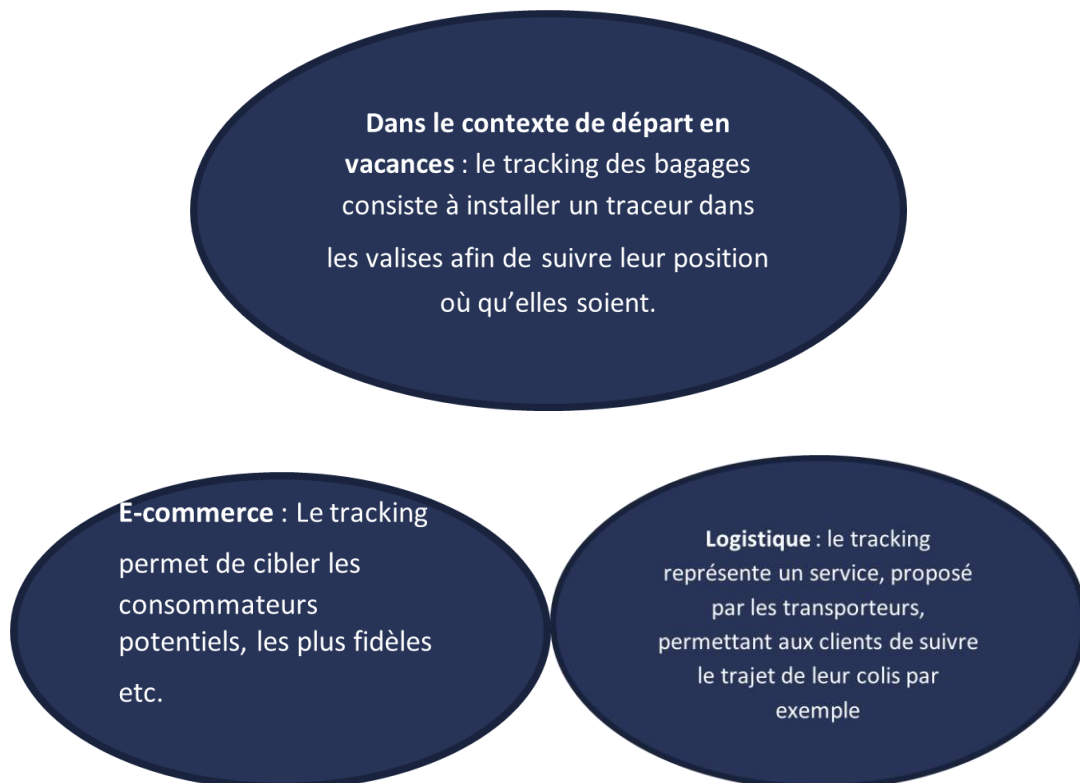 Dans le contexte de départ en
vacances : le tracking des bagages
consiste à installer un traceur dans
les valises afin de suivre leur position
où qu’elles soient.
E-commerce : Le tracking
permet de cibler les
consommateurs
potentiels, les plus fidèles
etc.
Logistique : le tracking
représente un service, proposé
par les transporteurs,
permettant aux clients de suivre
le trajet de leur colis par
exemple